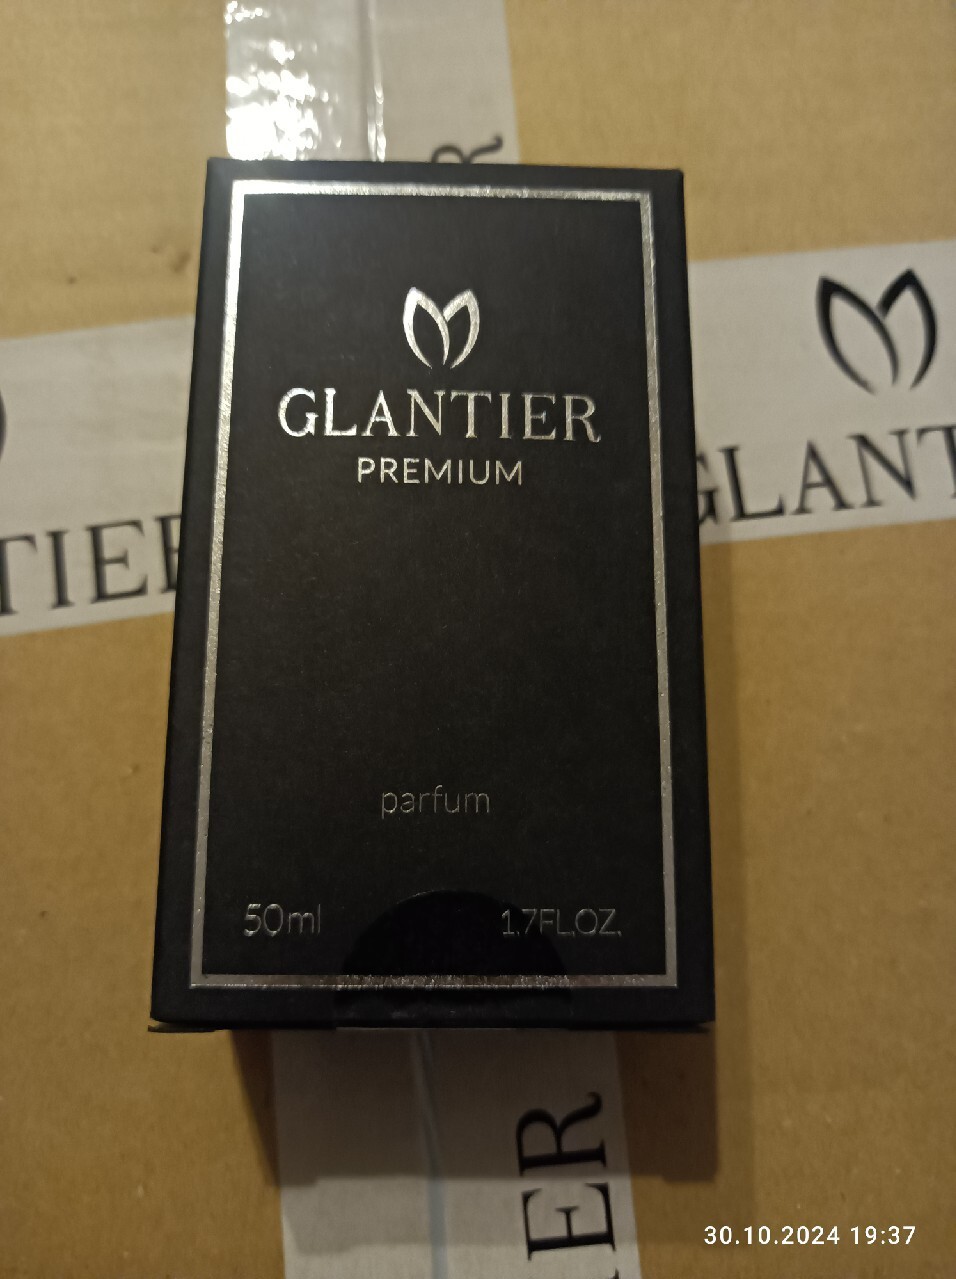 GLANTIER
PREMIUM
parfum
50ml 1.7FL.OZ.
R
TIER
GLANT
ER
30.10.2024 19:37